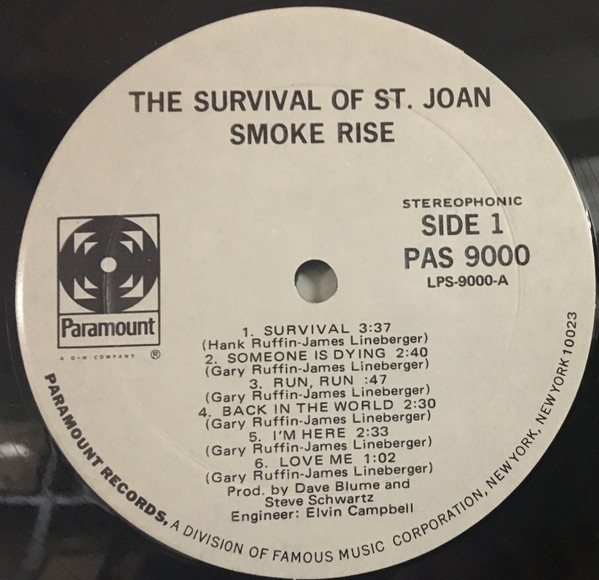 THE SURVIVAL OF ST. JOAN
SMOKE RISE
STEREOPHONIC
SIDE 1
PAS 9000
LPS-9000-A
Paramount
A G+W COMPANY ®
1. SURVIVAL 3:37
(Hank Ruffin-James Lineberger)
2. SOMEONE IS DYING 2:40
(Gary Ruffin-James Lineberger)
3. RUN, RUN :47
(Gary Ruffin-James Lineberger)
4. BACK IN THE WORLD 2:30
(Gary Ruffin-James Lineberger)
5. I'M HERE 2:33
(Gary Ruffin-James Lineberger)
6. LOVE ME 1:02
(Gary Ruffin-James Lineberger)
Prod. by Dave Blume and
Steve Schwartz
Engineer: Elvin Campbell
PARAMOUNT RECORDS, A DIVISION OF FAMOUS MUSIC CORPORATION, NEW YORK, NEW YORK 10023